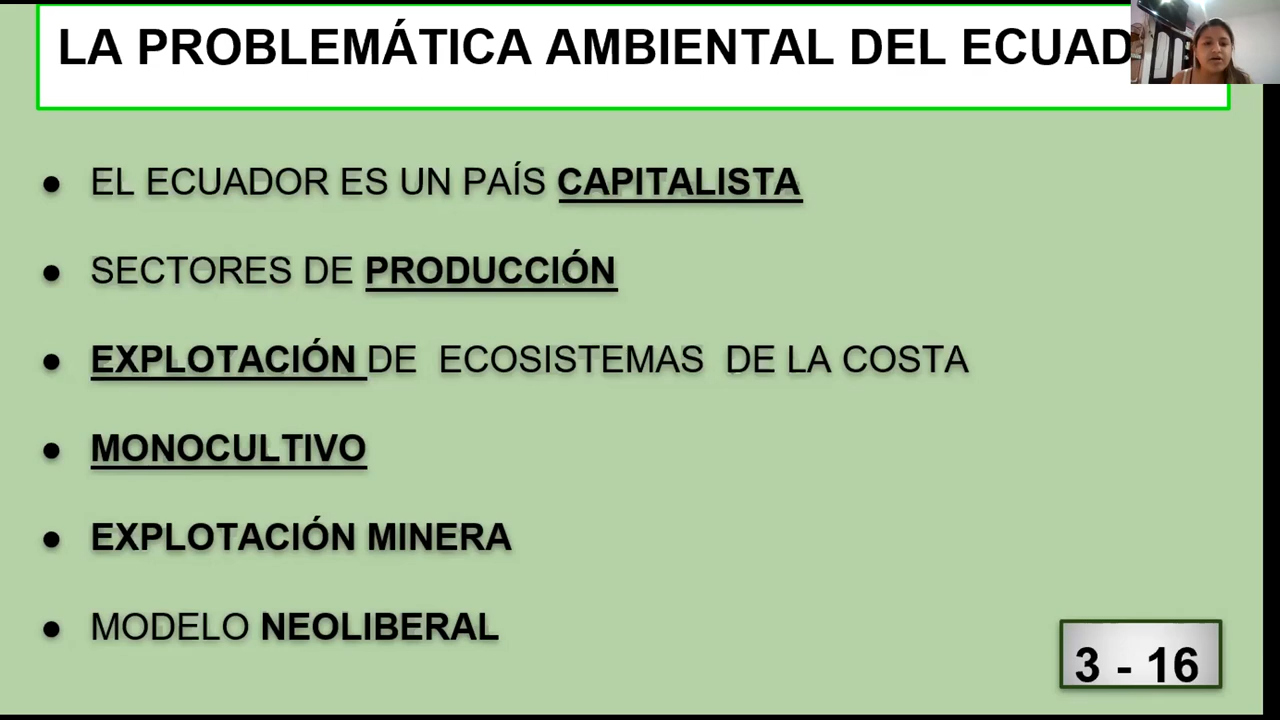 LA PROBLEMÁTICA AMBIENTAL DEL ECUAD
● EL ECUADOR ES UN PAÍS CAPITALISTA
● SECTORES DE PRODUCCIÓN
● EXPLOTACIÓN DE ECOSISTEMAS DE LA COSTA
● MONOCULTIVO
● EXPLOTACIÓN MINERA
● MODELO NEOLIBERAL
3 - 16